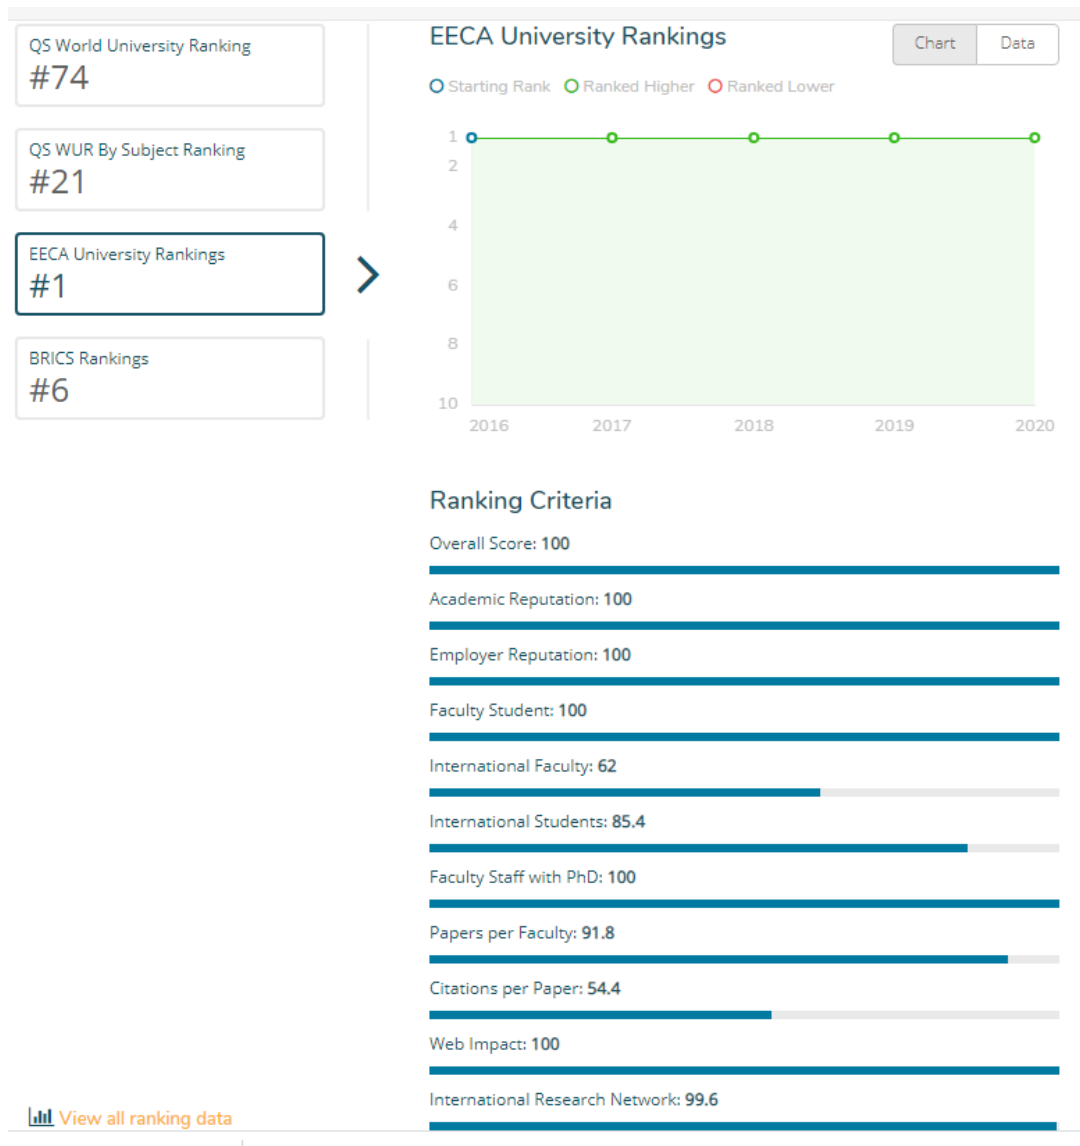 QS World University Ranking
#74
QS WUR By Subject Ranking
#21
EECA University Rankings
#1
BRICS Rankings
#6
View all ranking data
EECA University Rankings
Chart Data
Starting Rank Ranked Higher Ranked Lower
1
2
4
6
8
10
2016 2017 2018 2019 2020
Ranking Criteria
Overall Score: 100
Academic Reputation: 100
Employer Reputation: 100
Faculty Student: 100
International Faculty: 62
International Students: 85.4
Faculty Staff with PhD: 100
Papers per Faculty: 91.8
Citations per Paper: 54.4
Web Impact: 100
International Research Network: 99.6